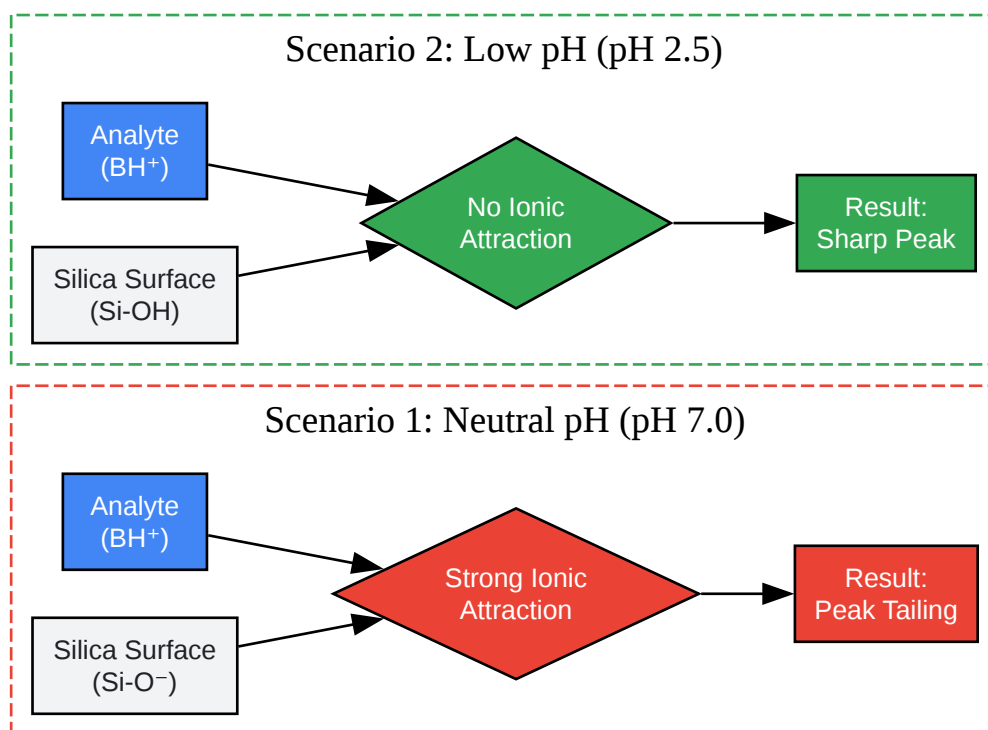 Scenario 2: Low pH (pH 2.5)
Analyte
(BH⁺)
Silica Surface
(Si-OH)
No Ionic
Attraction
Result:
Sharp Peak
Scenario 1: Neutral pH (pH 7.0)
Analyte
(BH⁺)
Silica Surface
(Si-O⁻)
Strong Ionic
Attraction
Result:
Peak Tailing